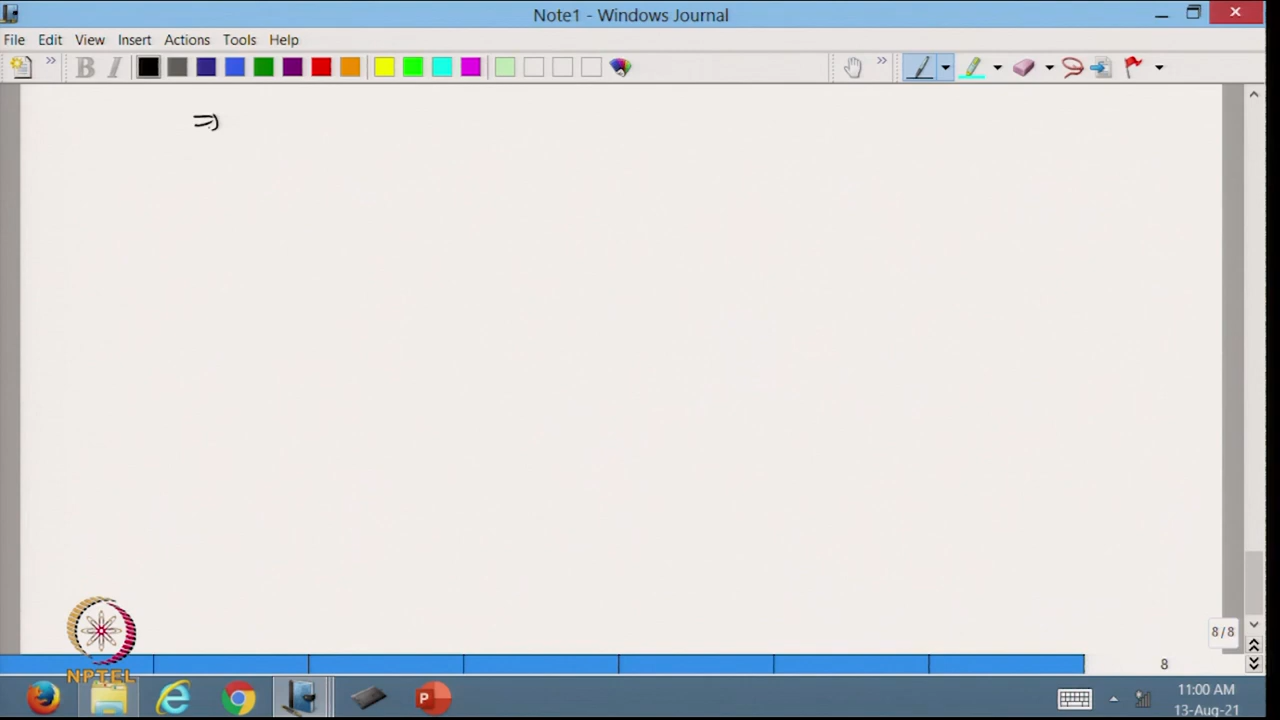 Note1 - Windows Journal
File Edit View Insert Actions Tools Help
B I
⇒
8 / 8
8
NPTEL
11:00 AM
13-Aug-21